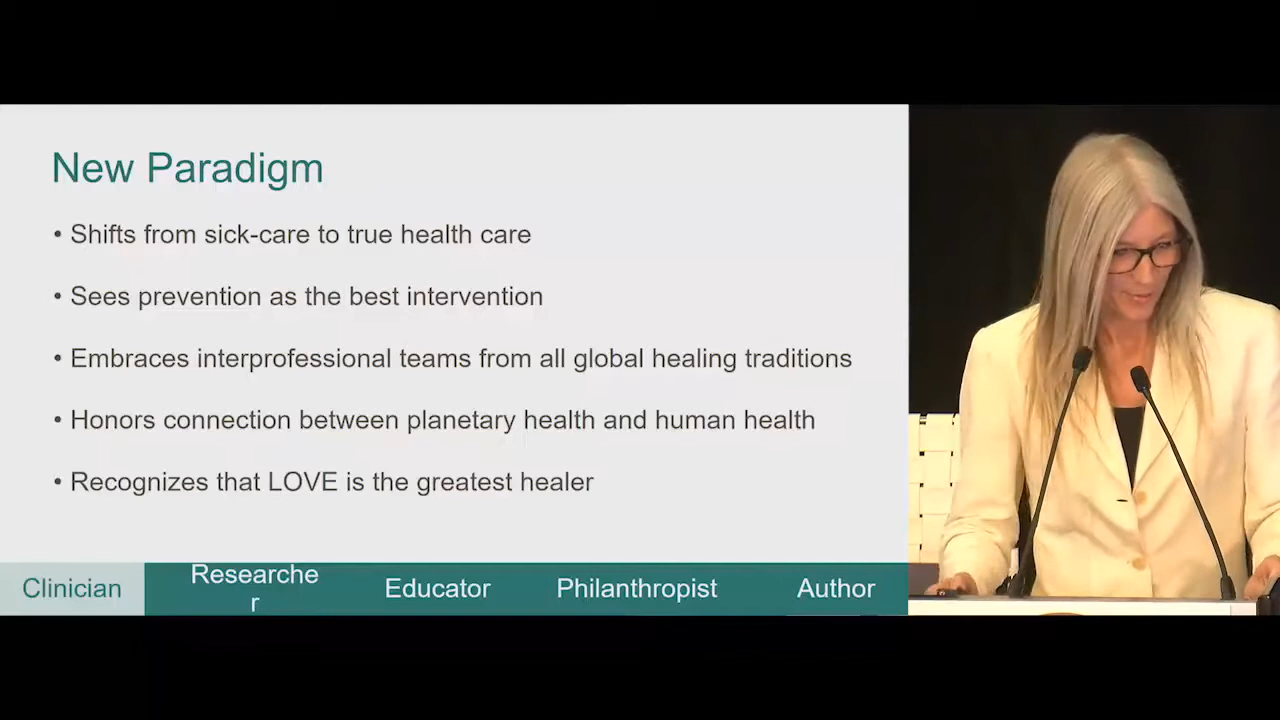 New Paradigm
• Shifts from sick-care to true health care
• Sees prevention as the best intervention
• Embraces interprofessional teams from all global healing traditions
• Honors connection between planetary health and human health
• Recognizes that LOVE is the greatest healer
Clinician
Researche
r
Educator
Philanthropist
Author